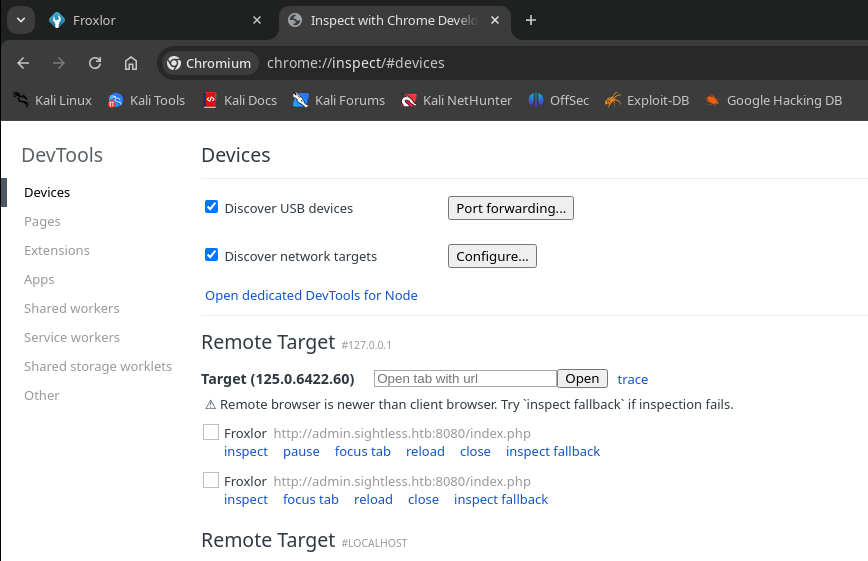 Froxlor
Inspect with Chrome Develo
Chromium chrome://inspect/#devices
Kali Linux Kali Tools Kali Docs Kali Forums Kali NetHunter OffSec Exploit-DB Google Hacking DB
DevTools
Devices
Pages
Extensions
Apps
Shared workers
Service workers
Shared storage worklets
Other
Devices
Discover USB devices Port forwarding...
Discover network targets Configure...
Open dedicated DevTools for Node
Remote Target #127.0.0.1
Target (125.0.6422.60) Open tab with url Open trace
⚠ Remote browser is newer than client browser. Try `inspect fallback` if inspection fails.
Froxlor http://admin.sightless.htb:8080/index.php
inspect pause focus tab reload close inspect fallback
Froxlor http://admin.sightless.htb:8080/index.php
inspect focus tab reload close inspect fallback
Remote Target #LOCALHOST